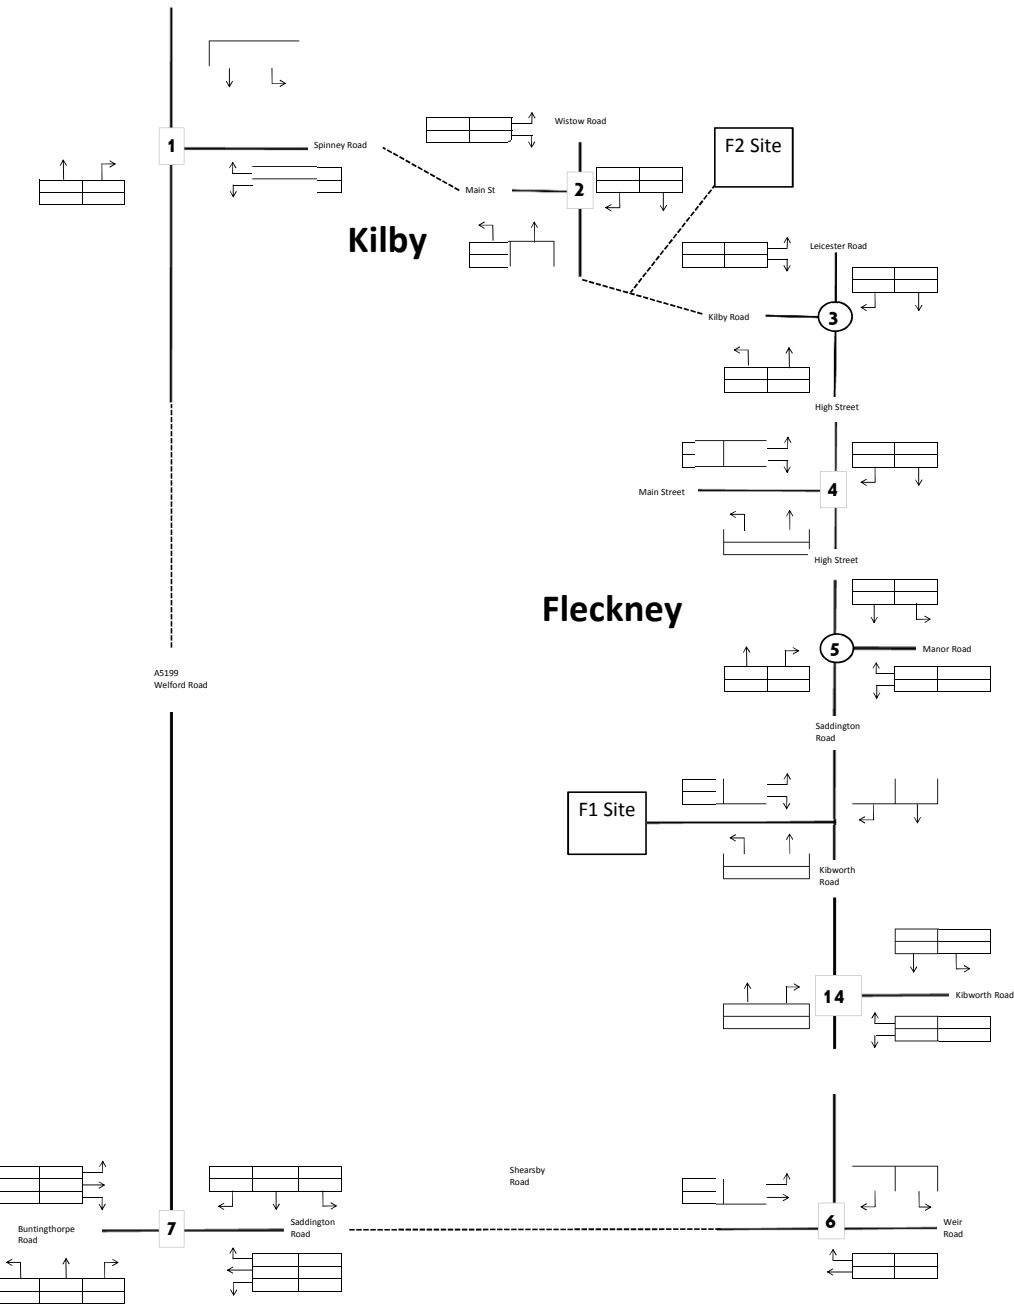 Wistow Road
F2 Site
1
Spinney Road
Main St
2
Kilby
Leicester Road
Kilby Road
3
High Street
Main Street
4
High Street
Fleckney
5
Manor Road
A5199
Welford Road
Saddington
Road
F1 Site
Kibworth
Road
14
Kibworth Road
Shearsby
Road
Buntingthorpe
Road
7
Saddington
Road
6
Weir
Road